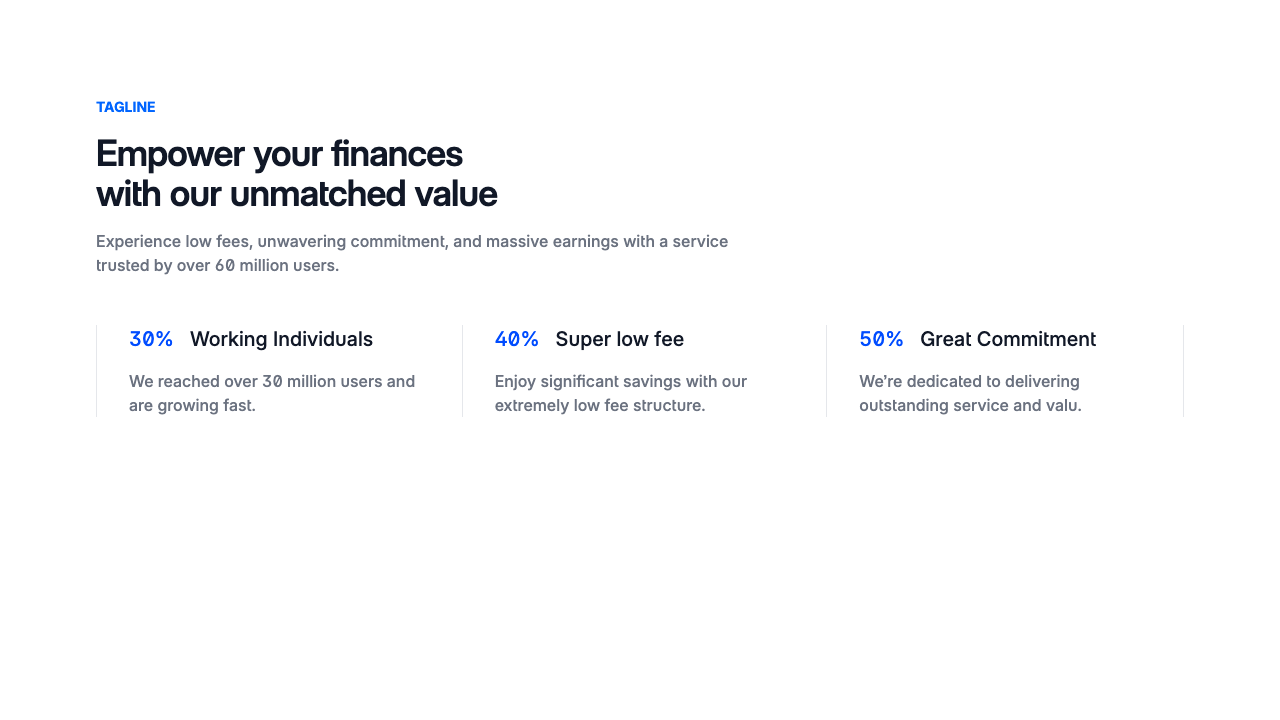 TAGLINE
Empower your finances
with our unmatched value
Experience low fees, unwavering commitment, and massive earnings with a service
trusted by over 60 million users.
30% Working Individuals
We reached over 30 million users and
are growing fast.
40% Super low fee
Enjoy significant savings with our
extremely low fee structure.
50% Great Commitment
We're dedicated to delivering
outstanding service and valu.